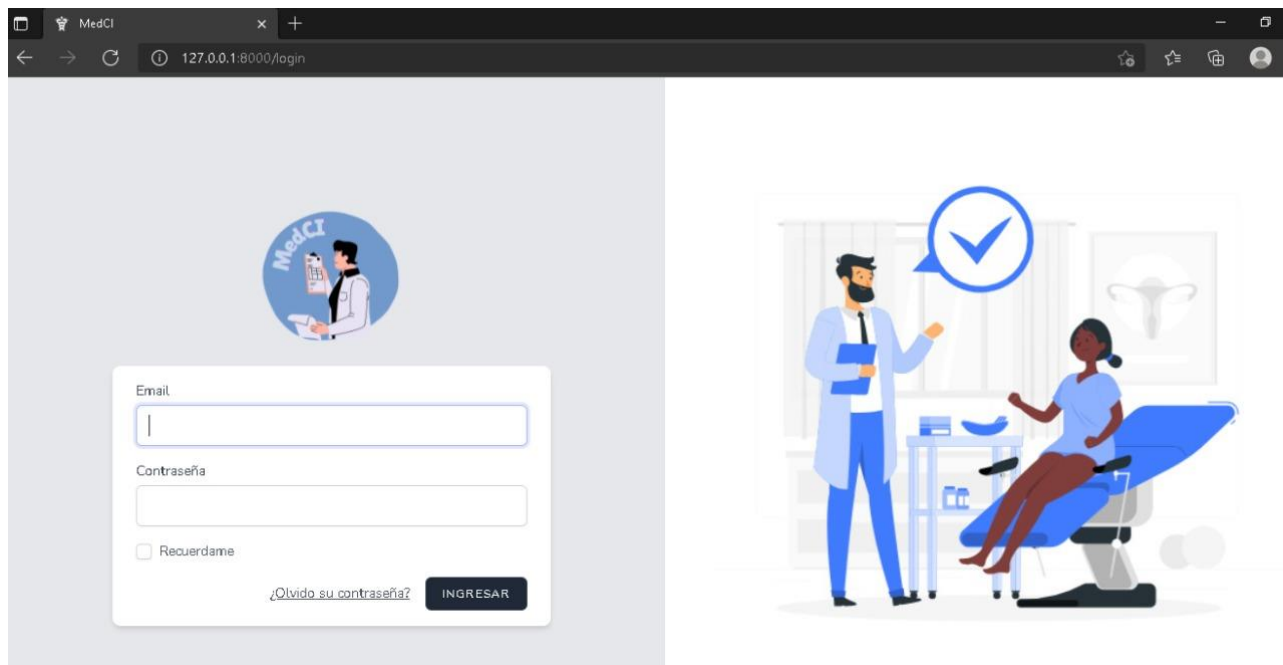 MedCI
127.0.0.1:8000/login
MedCI
Email
Contraseña
Recuerdame
¿Olvido su contraseña?
INGRESAR